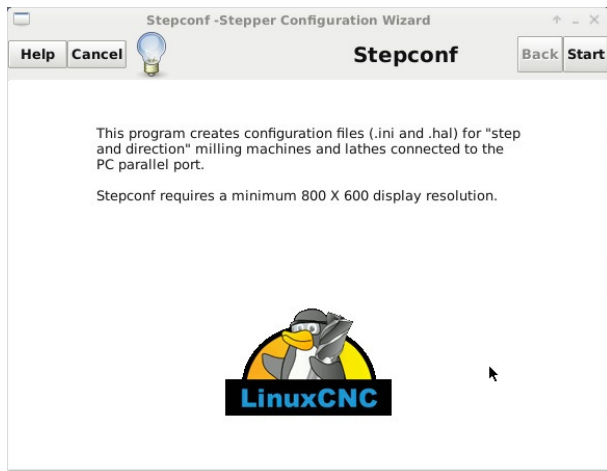 Stepconf -Stepper Configuration Wizard
Help Cancel Stepconf Back Start
This program creates configuration files (.ini and .hal) for "step
and direction" milling machines and lathes connected to the
PC parallel port.
Stepconf requires a minimum 800 X 600 display resolution.
LinuxCNC